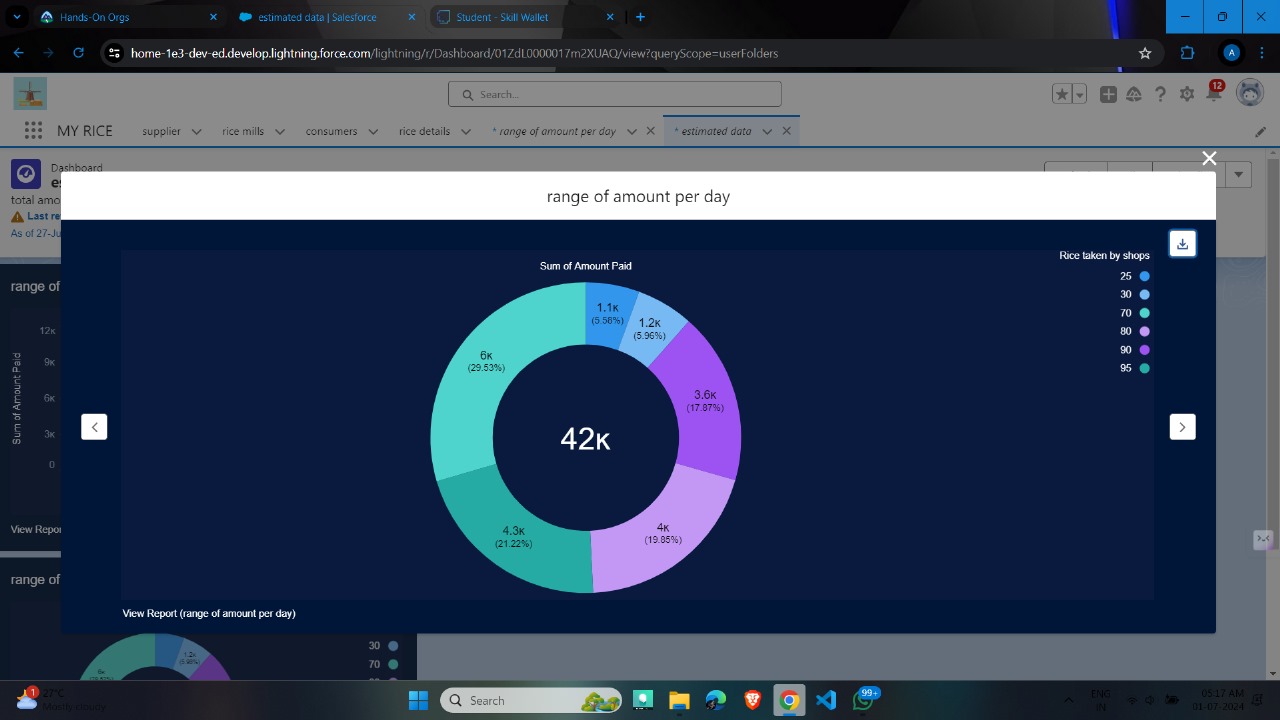 Hands-On Orgs
estimated data | Salesforce
Student - Skill Wallet
home-1e3-dev-ed.develop.lightning.force.com/lightning/r/Dashboard/01ZdL0000017m2XUAQ/view?queryScope=userFolders
A
Search...
12
MY RICE
supplier
rice mills
consumers
rice details
* range of amount per day
* estimated data
Dashboard
total amo
Last re
As of 27-Ju
range of amount per day
Sum of Amount Paid
Rice taken by shops
25
30
70
80
90
95
1.1K
(5.58%)
1.2K
(5.96%)
3.6K
(17.87%)
4K
(19.85%)
4.3K
(21.22%)
6K
(29.53%)
42K
View Report (range of amount per day)
range of
12K
9K
6K
3K
0
Sum of Amount Paid
View Repor
range of
30
70
1.2K
(5.96%)
6K
1
27°C
Mostly cloudy
Search
99+
ENG
IN
05:17 AM
01-07-2024